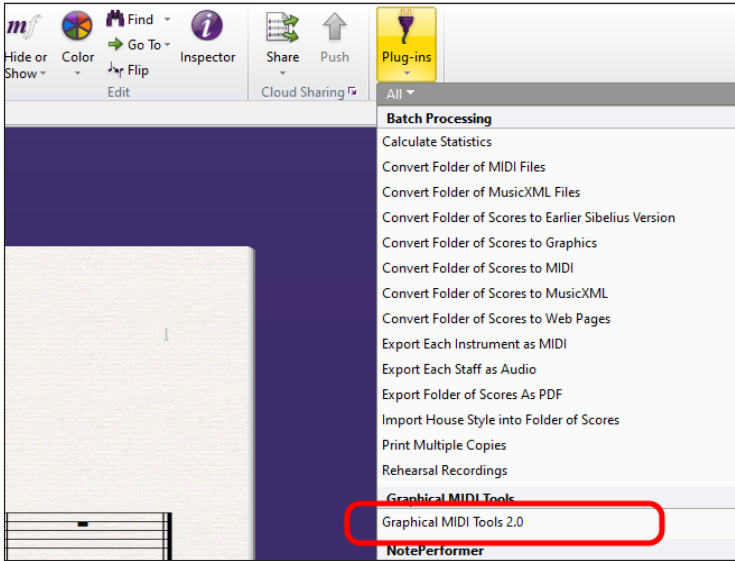 mf
Find
Go To
Flip
Hide or
Show
Color
Inspector
Edit
Share
Push
Cloud Sharing
Plug-ins
All
Batch Processing
Calculate Statistics
Convert Folder of MIDI Files
Convert Folder of MusicXML Files
Convert Folder of Scores to Earlier Sibelius Version
Convert Folder of Scores to Graphics
Convert Folder of Scores to MIDI
Convert Folder of Scores to MusicXML
Convert Folder of Scores to Web Pages
Export Each Instrument as MIDI
Export Each Staff as Audio
Export Folder of Scores As PDF
Import House Style into Folder of Scores
Print Multiple Copies
Rehearsal Recordings
Graphical MIDI Tools
Graphical MIDI Tools 2.0
NotePerformer
1